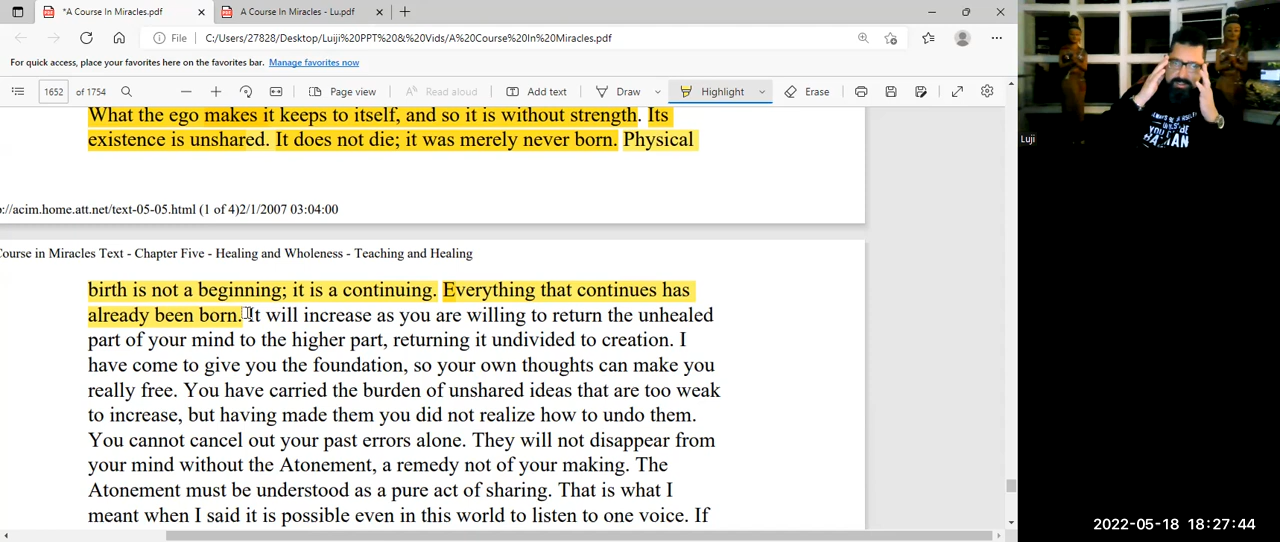 *A Course In Miracles.pdf
A Course In Miracles - Lu.pdf
File
C:/Users/27828/Desktop/Luiji%20PPT%20&%20Vids/A%20Course%20In%20Miracles.pdf
For quick access, place your favorites here on the favorites bar. Manage favorites now
1652 of 1754
Page view
Read aloud
Add text
Draw
Highlight
Erase
What the ego makes it keeps to itself, and so it is without strength. Its
existence is unshared. It does not die; it was merely never born. Physical
://acim.home.att.net/text-05-05.html (1 of 4)2/1/2007 03:04:00
Course in Miracles Text - Chapter Five - Healing and Wholeness - Teaching and Healing
birth is not a beginning; it is a continuing. Everything that continues has
already been born. It will increase as you are willing to return the unhealed
part of your mind to the higher part, returning it undivided to creation. I
have come to give you the foundation, so your own thoughts can make you
really free. You have carried the burden of unshared ideas that are too weak
to increase, but having made them you did not realize how to undo them.
You cannot cancel out your past errors alone. They will not disappear from
your mind without the Atonement, a remedy not of your making. The
Atonement must be understood as a pure act of sharing. That is what I
meant when I said it is possible even in this world to listen to one voice. If
Luji
2022-05-18 18:27:44